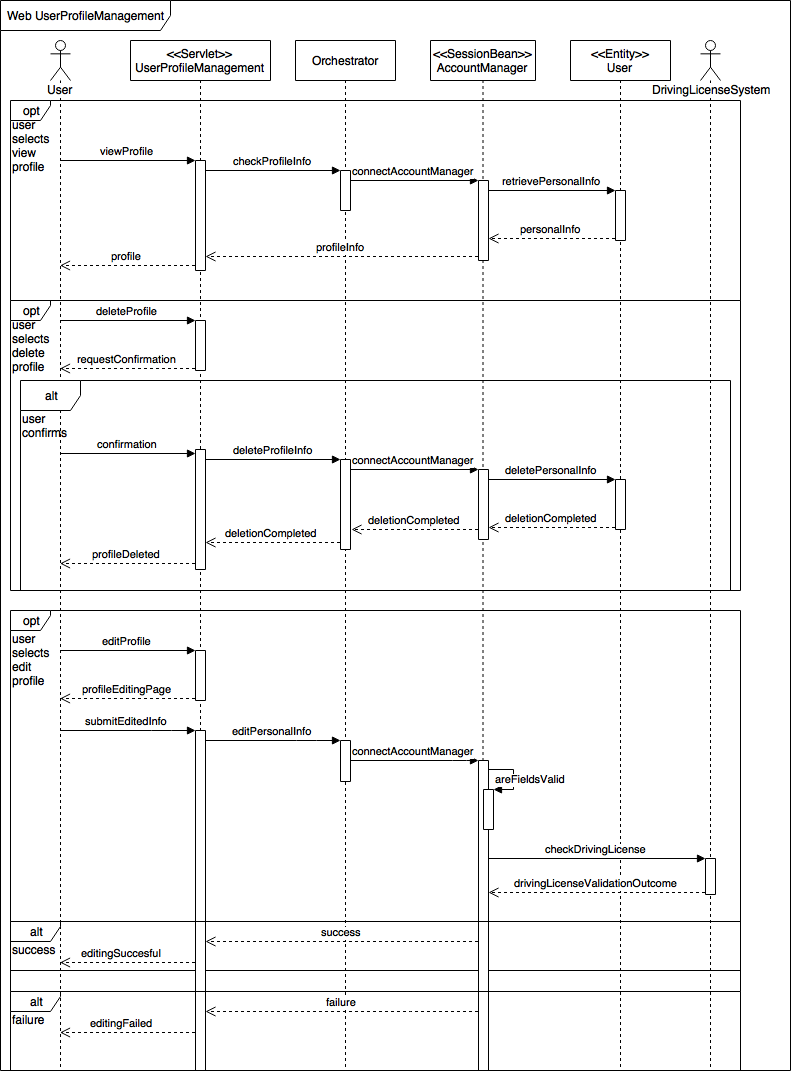 Web UserProfileManagement
User
<<Servlet>>
UserProfileManagement
Orchestrator
<<SessionBean>>
AccountManager
<<Entity>>
User
DrivingLicenseSystem
opt
user
selects
view
profile
viewProfile
checkProfileInfo
connectAccountManager
retrievePersonalInfo
personalInfo
profileInfo
profile
opt
user
selects
delete
profile
deleteProfile
requestConfirmation
alt
user
confirms
confirmation
deleteProfileInfo
connectAccountManager
deletePersonalInfo
deletionCompleted
deletionCompleted
deletionCompleted
profileDeleted
opt
user
selects
edit
profile
editProfile
profileEditingPage
submitEditedInfo
editPersonalInfo
connectAccountManager
areFieldsValid
checkDrivingLicense
drivingLicenseValidationOutcome
alt
success
success
editingSuccesful
alt
failure
failure
editingFailed